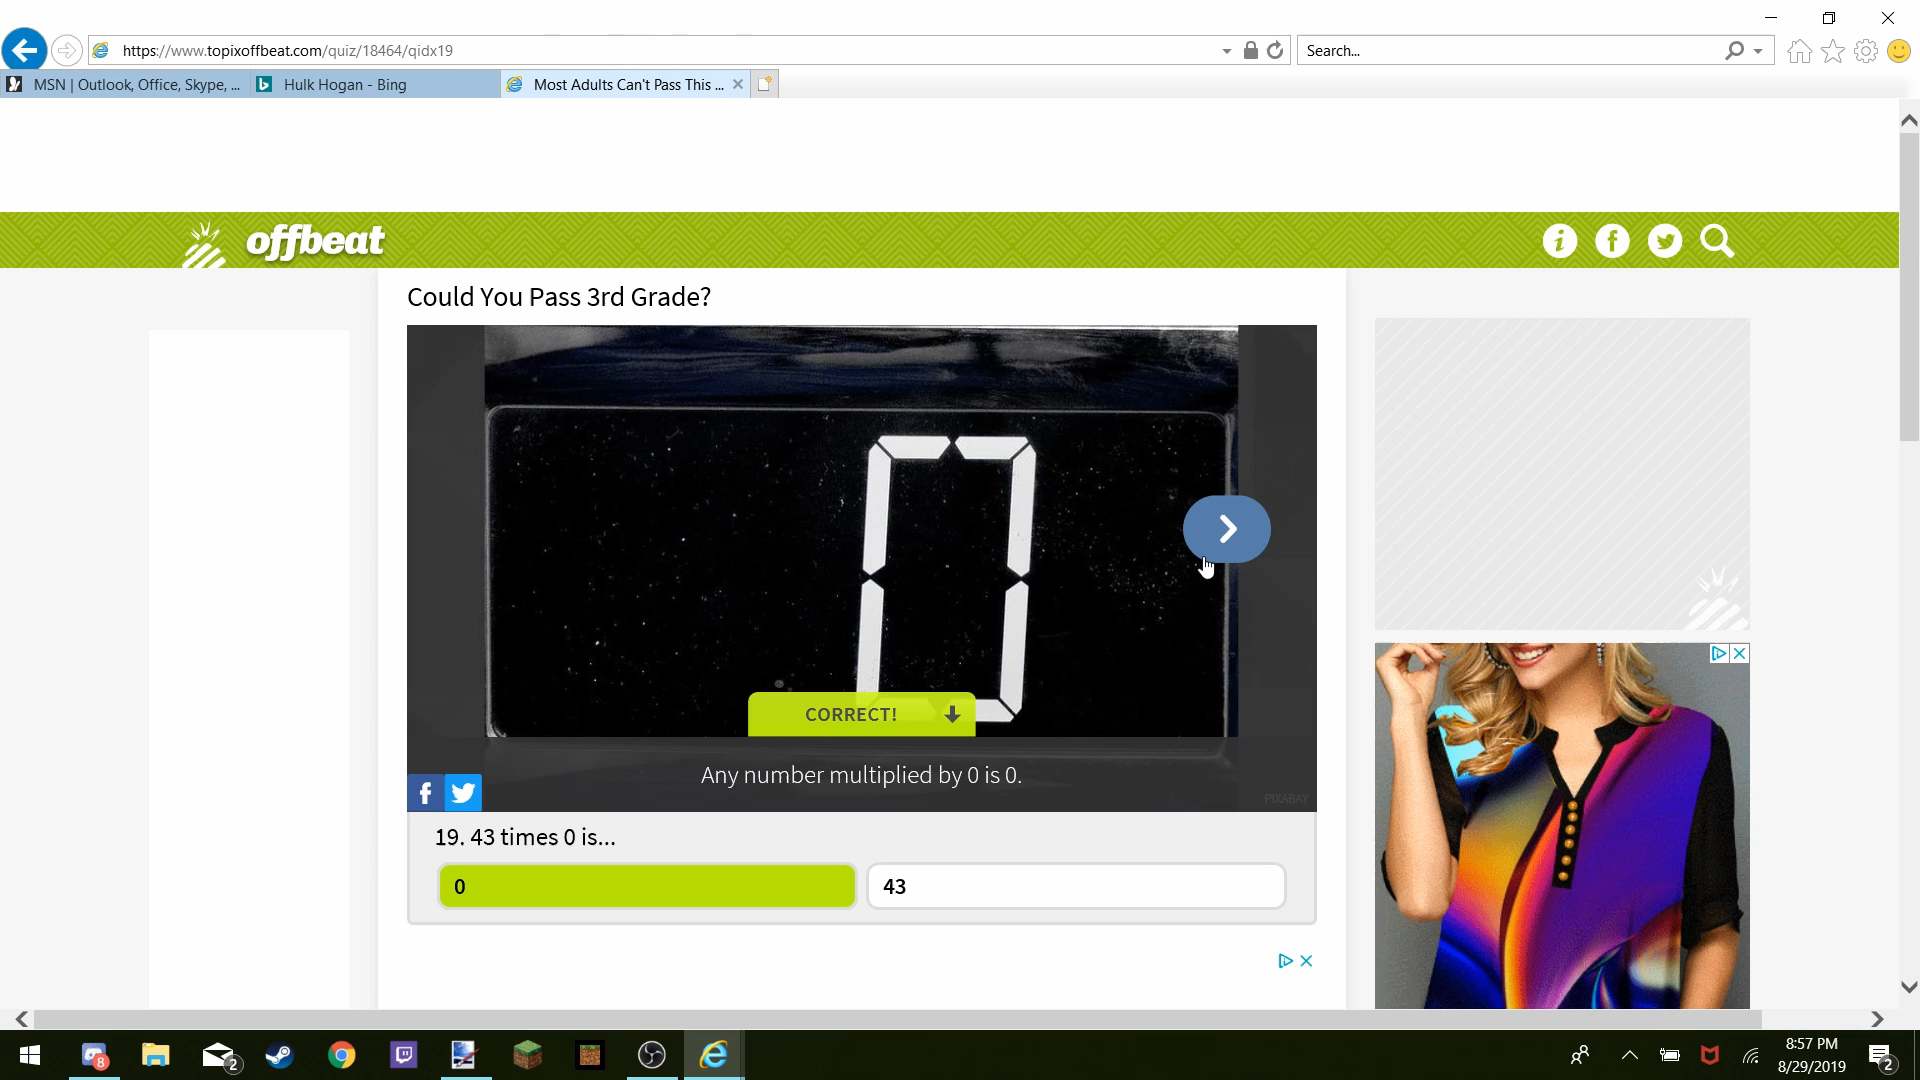 https://www.topixoffbeat.com/quiz/18464/qidx19
Search...
MSN | Outlook, Office, Skype, ...
Hulk Hogan - Bing
Most Adults Can't Pass This ...
offbeat
Could You Pass 3rd Grade?
0
CORRECT!
Any number multiplied by 0 is 0.
PIXABAY
19. 43 times 0 is...
0
43
8
2
8:57 PM
8/29/2019
2